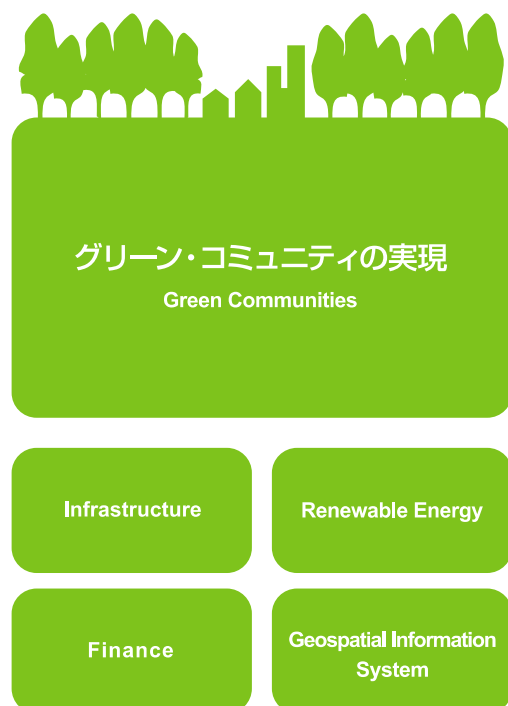 グリーン・コミュニティの実現
Green Communities
Infrastructure
Renewable Energy
Finance
Geospatial Information
System